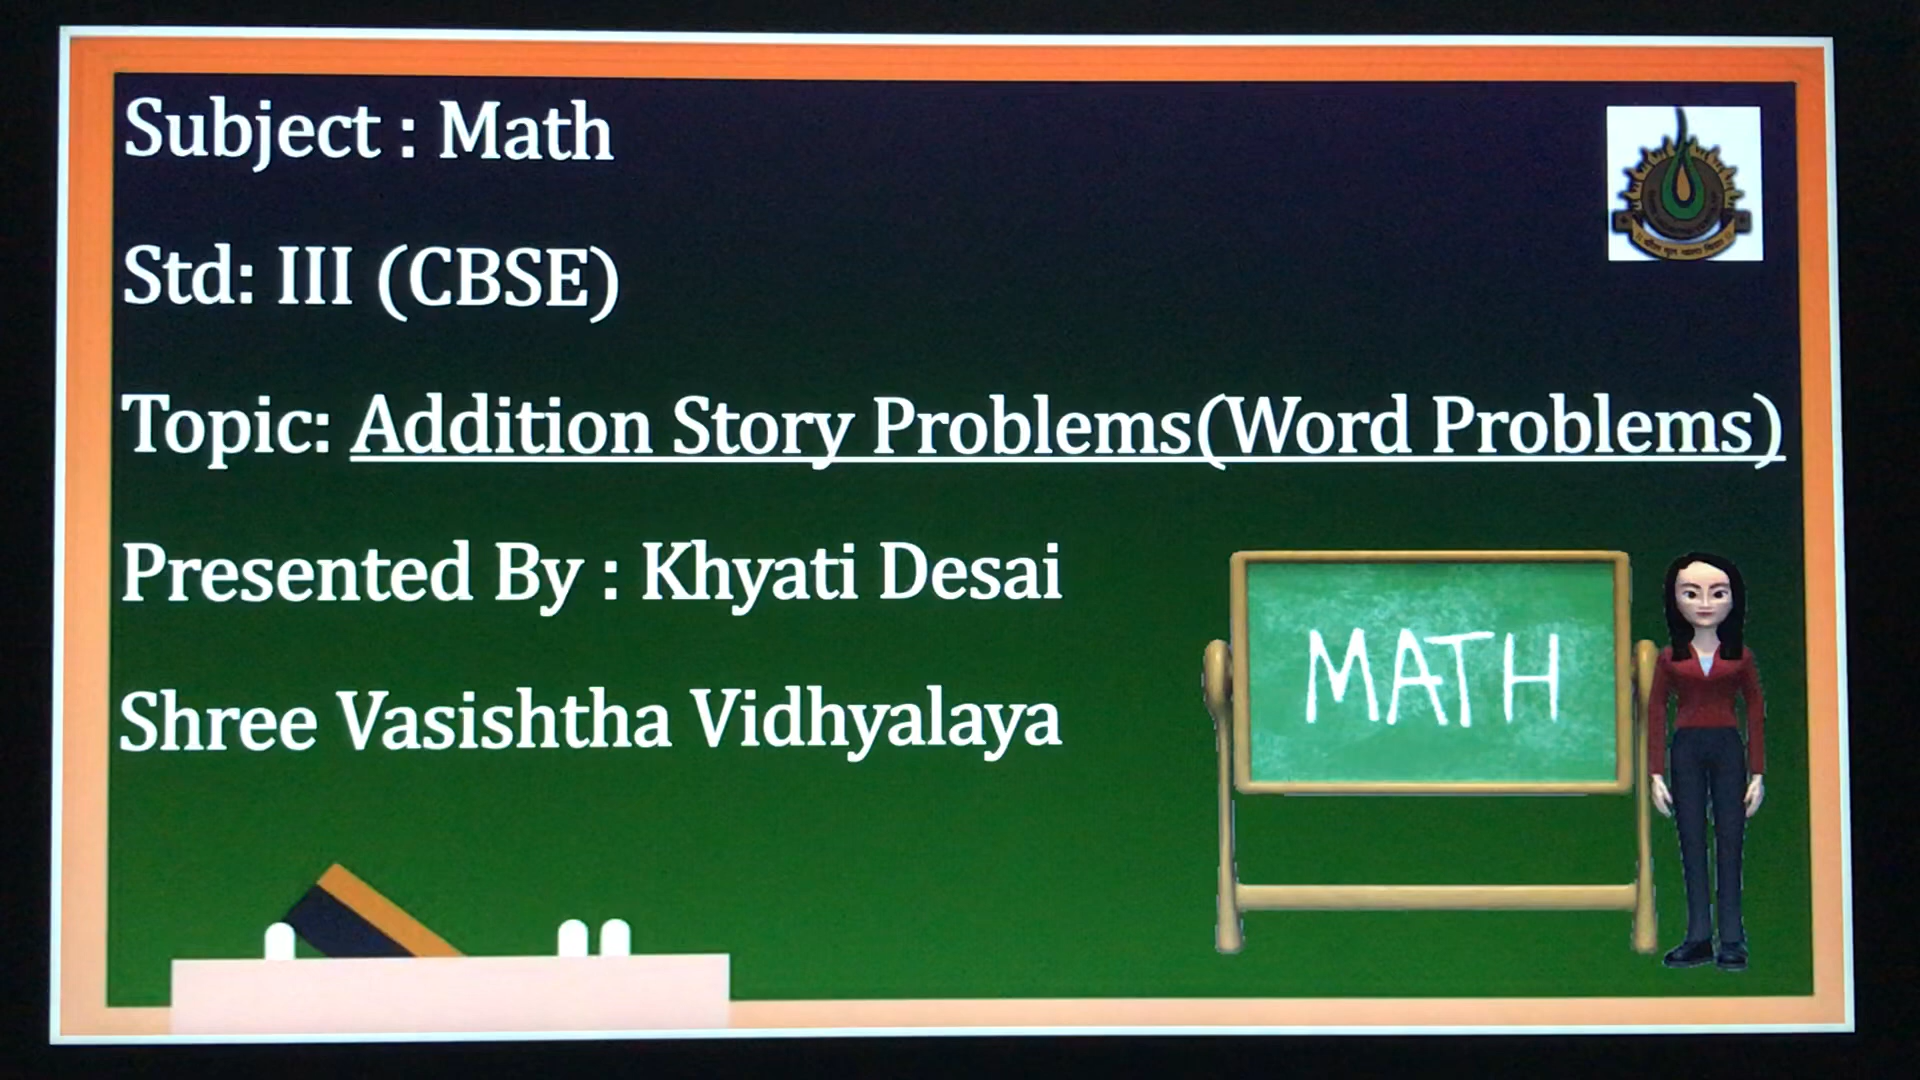 Subject : Math
Std: III (CBSE)
Topic: Addition Story Problems(Word Problems)
Presented By : Khyati Desai
Shree Vasishtha Vidhyalaya
MATH